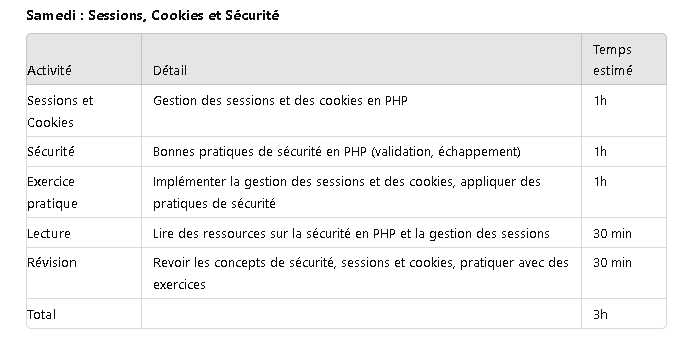 Samedi : Sessions, Cookies et Sécurité
Temps
Activité Détail estimé
Sessions et Gestion des sessions et des cookies en PHP 1h
Cookies
Sécurité Bonnes pratiques de sécurité en PHP (validation, échappement) 1h
Exercice Implémenter la gestion des sessions et des cookies, appliquer des 1h
pratique pratiques de sécurité
Lecture Lire des ressources sur la sécurité en PHP et la gestion des sessions 30 min
Révision Revoir les concepts de sécurité, sessions et cookies, pratiquer avec des 30 min
exercices
Total 3h